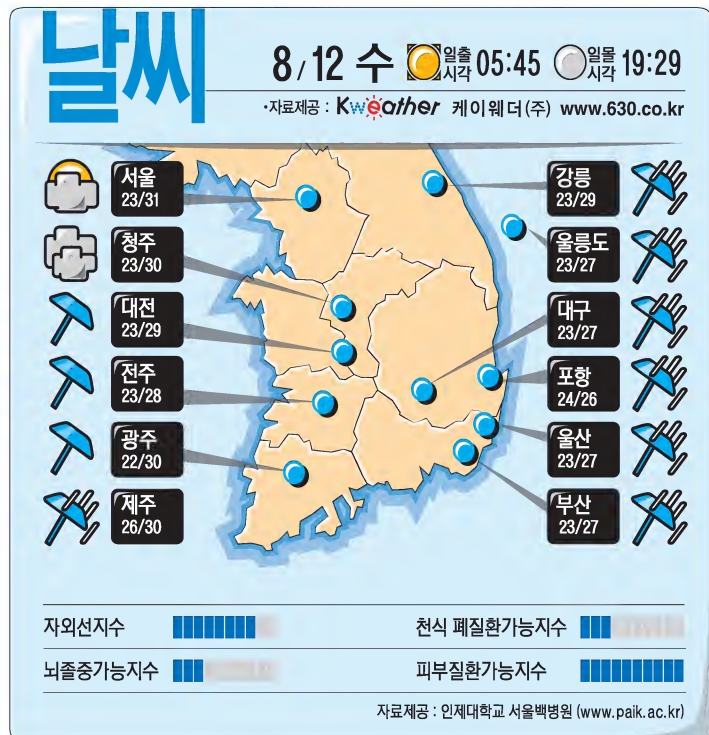 날씨
8/12 수 일출시각 05:45 일몰시각 19:29
•자료제공 : Kweather 케이웨더(주) www.630.co.kr
서울
23/31
청주
23/30
대전
23/29
전주
23/28
광주
22/30
제주
26/30
강릉
23/29
울릉도
23/27
대구
23/27
포항
24/26
울산
23/27
부산
23/27
자외선지수
천식 폐질환가능지수
뇌졸중가능지수
피부질환가능지수
자료제공 : 인제대학교 서울백병원 (www.paik.ac.kr)